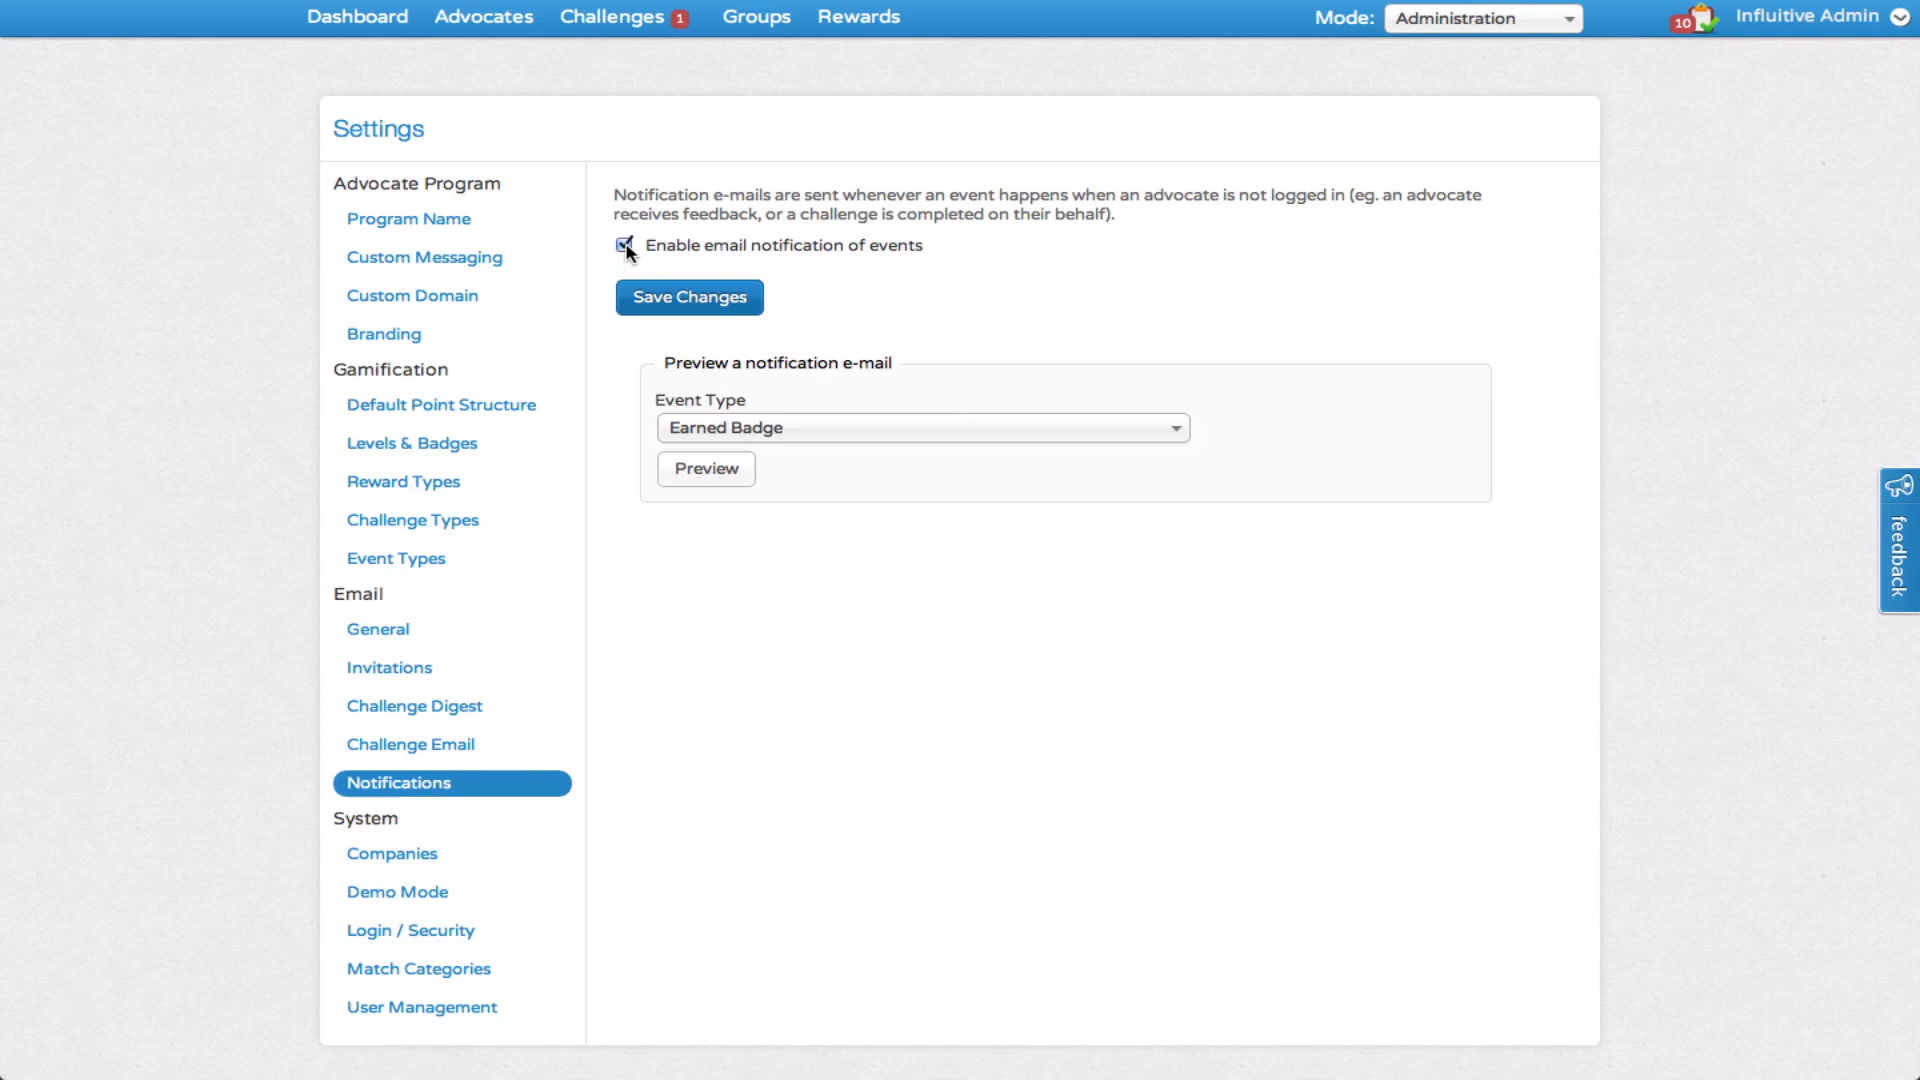 Dashboard Advocates Challenges 1 Groups Rewards Mode: Administration 10 Influitive Admin
Settings
Advocate Program
Program Name
Custom Messaging
Custom Domain
Branding
Gamification
Default Point Structure
Levels & Badges
Reward Types
Challenge Types
Event Types
Email
General
Invitations
Challenge Digest
Challenge Email
Notifications
System
Companies
Demo Mode
Login / Security
Match Categories
User Management
Notification e-mails are sent whenever an event happens when an advocate is not logged in (eg. an advocate
receives feedback, or a challenge is completed on their behalf).
Enable email notification of events
Save Changes
Preview a notification e-mail
Event Type
Earned Badge
Preview
feedback